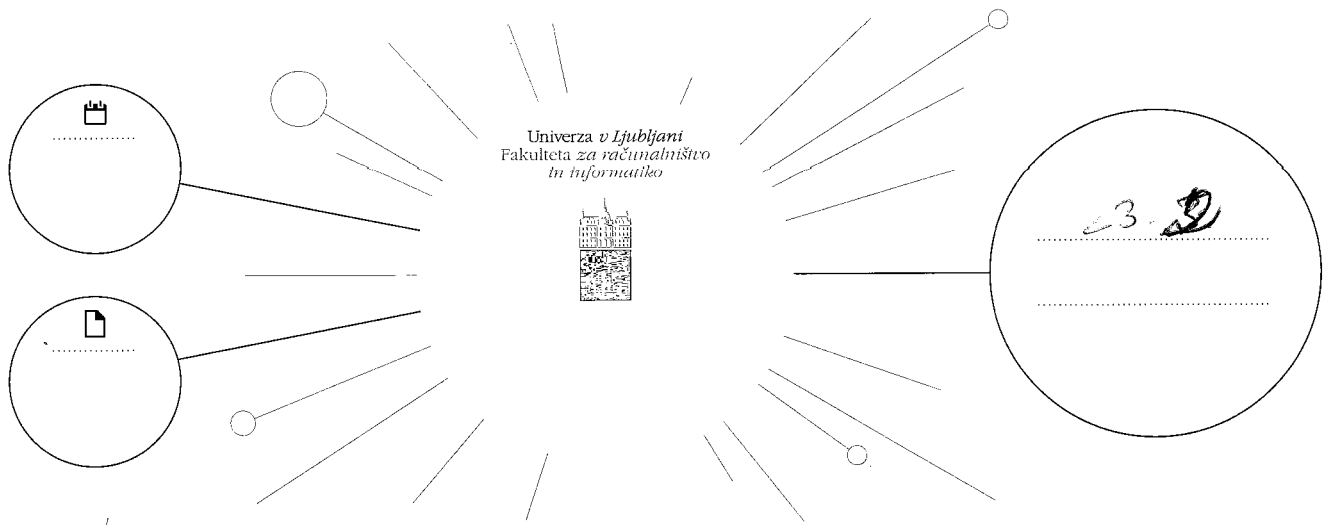 Univerza v Ljubljani
Fakulteta za računalništvo
in informatiko